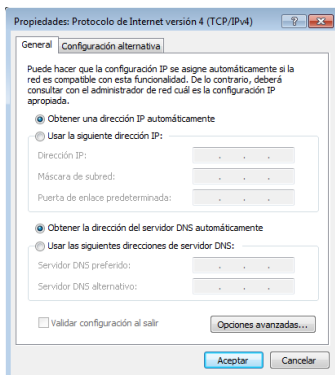 Propiedades: Protocolo de Internet versión 4 (TCP/IPv4)
General
Configuración alternativa
Puede hacer que la configuración IP se asigne automáticamente si la
red es compatible con esta funcionalidad. De lo contrario, deberá
consultar con el administrador de red cuál es la configuración IP
apropiada.
Obtener una dirección IP automáticamente
Usar la siguiente dirección IP:
Dirección IP:
Máscara de subred:
Puerta de enlace predeterminada:
Obtener la dirección del servidor DNS automáticamente
Usar las siguientes direcciones de servidor DNS:
Servidor DNS preferido:
Servidor DNS alternativo:
Validar configuración al salir
Opciones avanzadas...
Aceptar
Cancelar